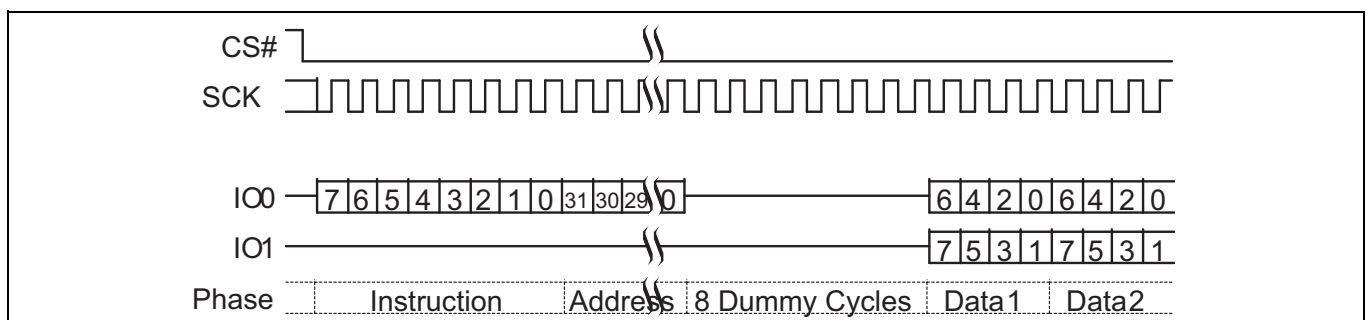 CS#
SCK
IO0 7 6 5 4 3 2 1 0 31 30 29 0 6 4 2 0 6 4 2 0
IO1 7 5 3 1 7 5 3 1
Phase Instruction Address 8 Dummy Cycles Data1 Data2